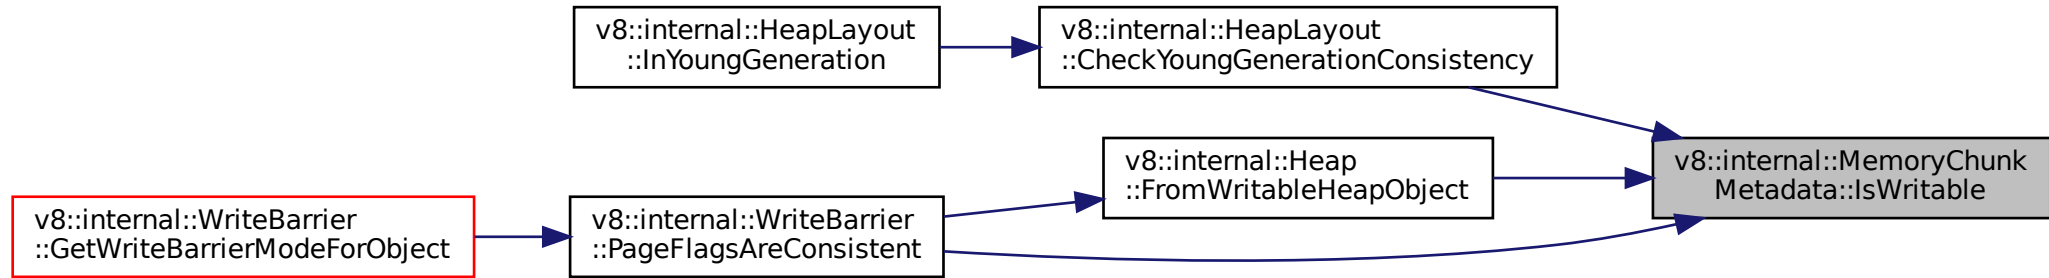 v8::internal::HeapLayout
::InYoungGeneration
v8::internal::HeapLayout
::CheckYoungGenerationConsistency
v8::internal::Heap
::FromWritableHeapObject
v8::internal::MemoryChunk
Metadata::IsWritable
v8::internal::WriteBarrier
::GetWriteBarrierModeForObject
v8::internal::WriteBarrier
::PageFlagsAreConsistent